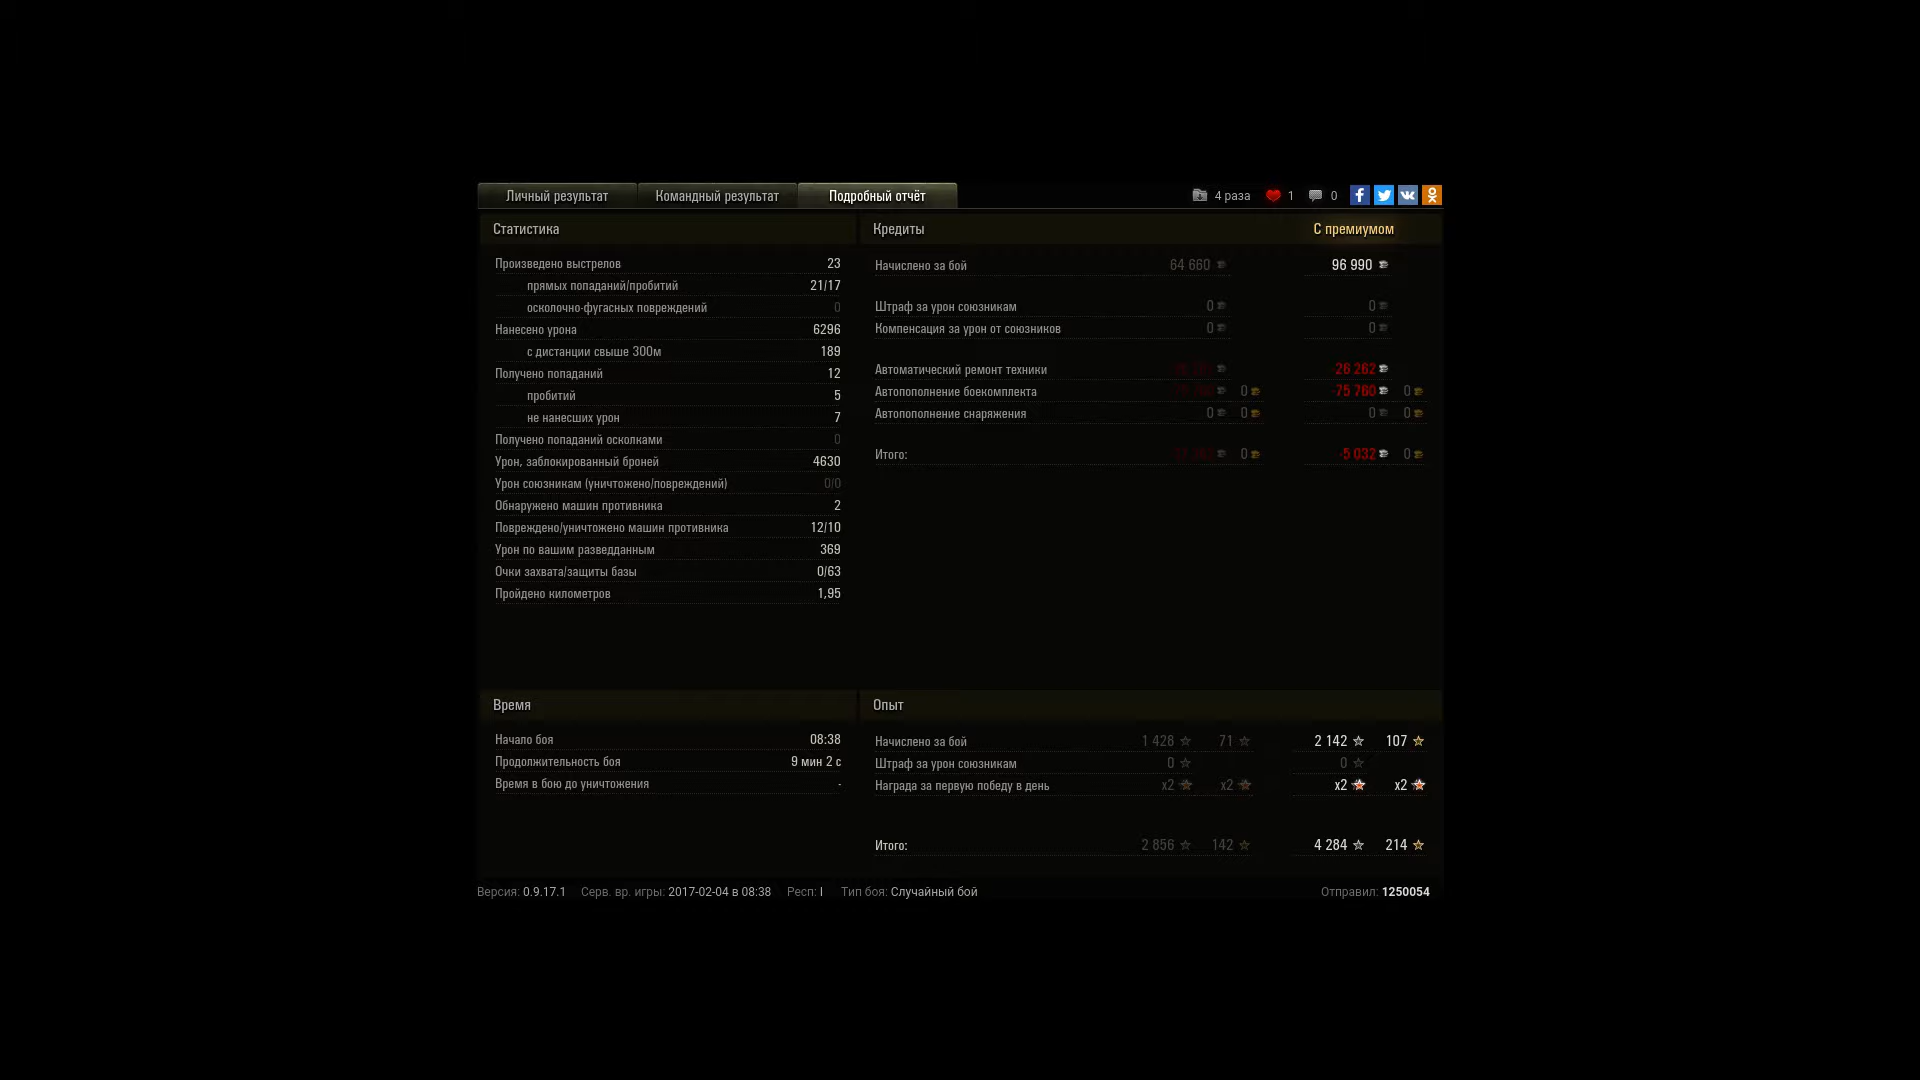 Личный результат Командный результат Подробный отчёт 4 раза 1 0
Статистика
Произведено выстрелов 23
прямых попаданий/пробитий 21/17
осколочно-фугасных повреждений 0
Нанесено урона 6296
с дистанции свыше 300м 189
Получено попаданий 12
пробитий 5
не нанесших урон 7
Получено попаданий осколками 0
Урон, заблокированный броней 4630
Урон союзникам (уничтожено/повреждений) 0/0
Обнаружено машин противника 2
Повреждено/уничтожено машин противника 12/10
Урон по вашим разведданным 369
Очки захвата/защиты базы 0/63
Пройдено километров 1,95
Кредиты С премиумом
Начислено за бой 64 660 96 990
Штраф за урон союзникам 0 0
Компенсация за урон от союзников 0 0
Автоматический ремонт техники -26 262
Автопополнение боекомплекта 0 -75 760 0
Автопополнение снаряжения 0 0 0 0
Итого: 0 -5 032 0
Время
Начало боя 08:38
Продолжительность боя 9 мин 2 с
Время в бою до уничтожения -
Опыт
Начислено за бой 1 428 71 2 142 107
Штраф за урон союзникам 0 0
Награда за первую победу в день x2 x2 x2 x2
Итого: 2 856 142 4 284 214
Версия: 0.9.17.1 Серв. вр. игры: 2017-02-04 в 08:38 Респ: I Тип боя: Случайный бой Отправил: 1250054